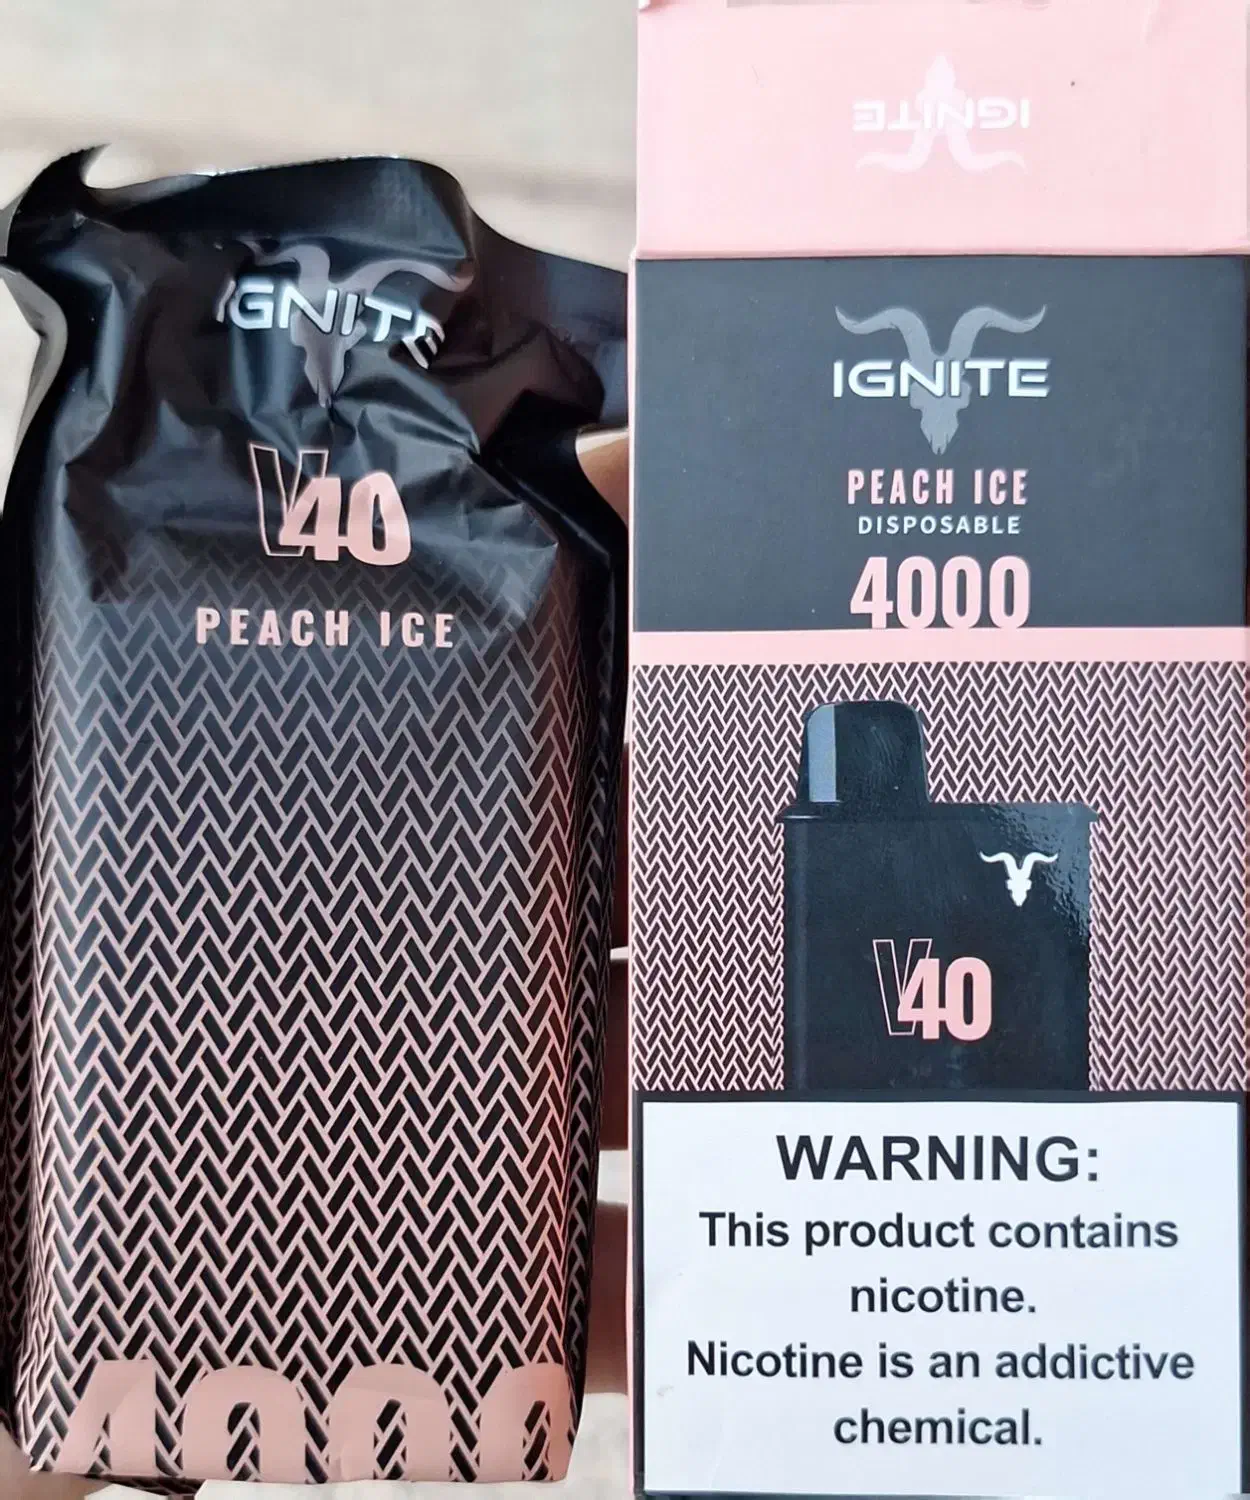 IGNITE
V40
PEACH ICE
4000
IGNITE
IGNITE
PEACH ICE
DISPOSABLE
4000
V40
WARNING:
This product contains
nicotine.
Nicotine is an addictive
chemical.